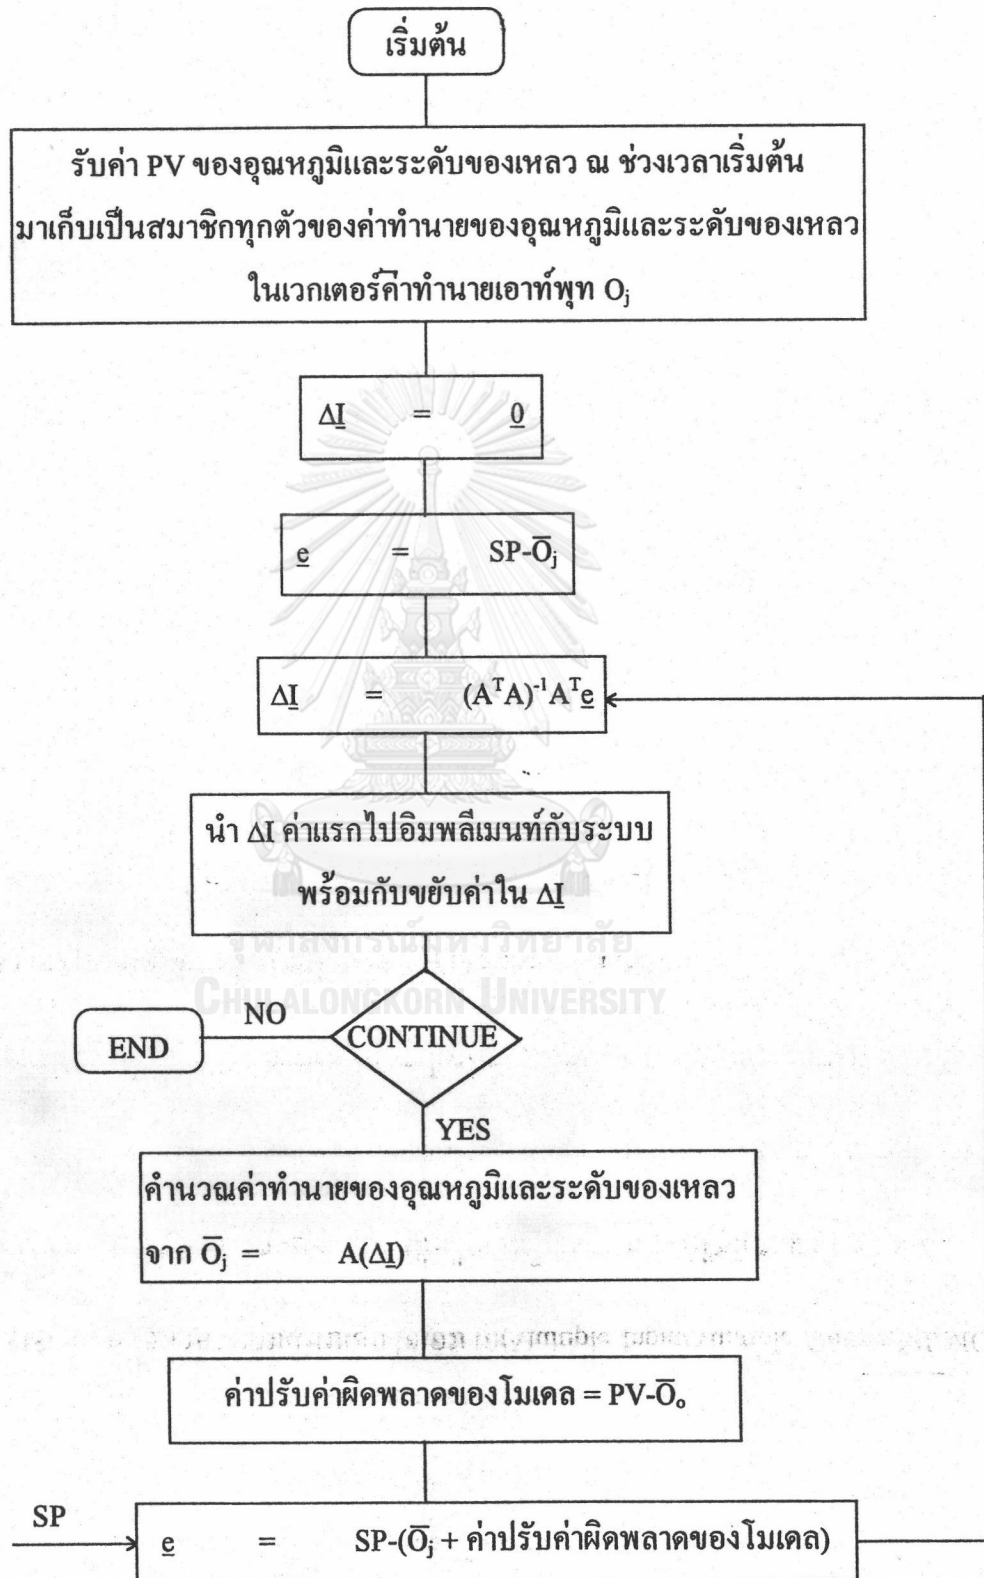 เริ่มต้น
รับค่า PV ของอุณหภูมิและระดับของเหลว ณ ช่วงเวลาเริ่มต้น
มาเก็บเป็นสมาชิกทุกตัวของค่าทำนายของอุณหภูมิและระดับของเหลว
ในเวกเตอร์ค่าทำนายเอาท์พุท Oⱼ
ΔI̲ = 0̲
e̲ = SP-O̅ⱼ
ΔI̲ = (AᵀA)⁻¹Aᵀe̲
นำ ΔI ค่าแรกไปอิมพลีเมนท์กับระบบ
พร้อมกับขยับค่าใน ΔI̲
จุฬาลงกรณ์มหาวิทยาลัย
CHULALONGKORN UNIVERSITY
NO
END
CONTINUE
YES
คำนวณค่าทำนายของอุณหภูมิและระดับของเหลว
จาก O̅ⱼ = A(ΔI̲)
ค่าปรับค่าผิดพลาดของโมเดล = PV-O̅ₒ
SP
e̲ = SP-(O̅ⱼ + ค่าปรับค่าผิดพลาดของโมเดล)